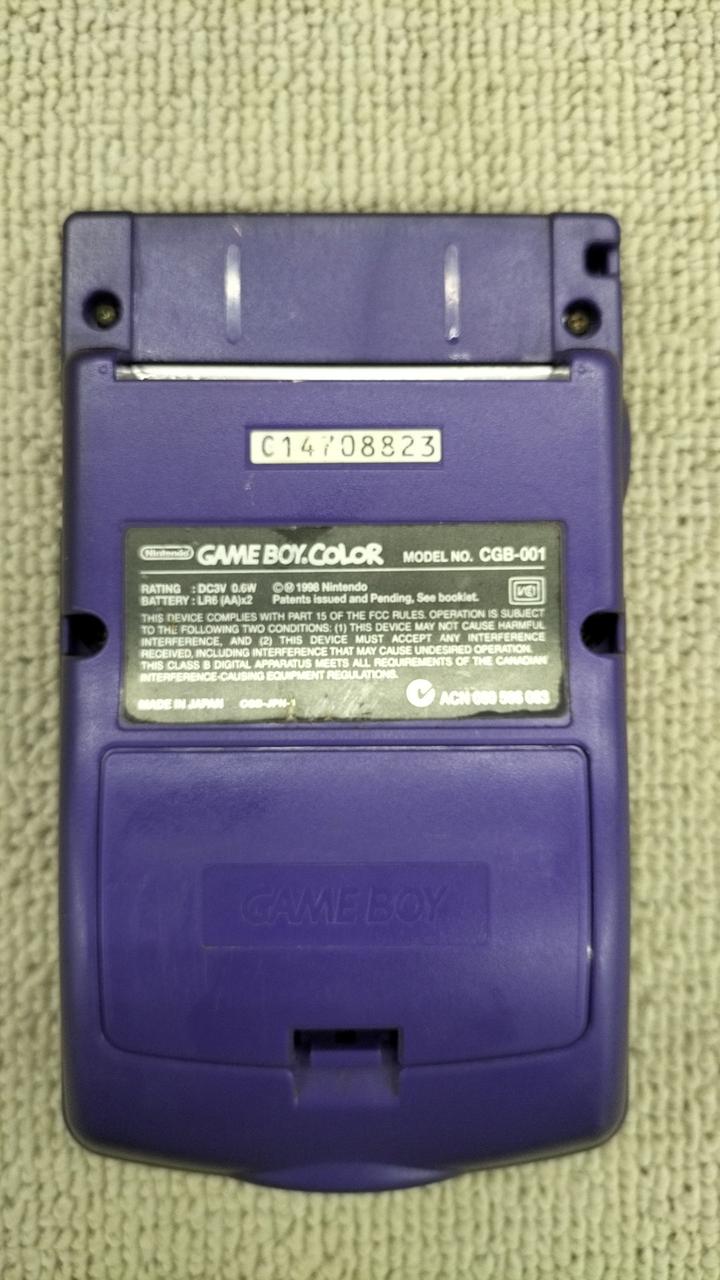 C14708823
Nintendo GAME BOY COLOR MODEL NO. CGB-001
RATING : DC3V 0.6W ©Ⓜ1998 Nintendo
BATTERY : LR6 (AA)x2 Patents issued and Pending, See booklet.
THIS DEVICE COMPLIES WITH PART 15 OF THE FCC RULES. OPERATION IS SUBJECT
TO THE FOLLOWING TWO CONDITIONS: (1) THIS DEVICE MAY NOT CAUSE HARMFUL
INTERFERENCE, AND (2) THIS DEVICE MUST ACCEPT ANY INTERFERENCE
RECEIVED, INCLUDING INTERFERENCE THAT MAY CAUSE UNDESIRED OPERATION.
THIS CLASS B DIGITAL APPARATUS MEETS ALL REQUIREMENTS OF THE CANADIAN
INTERFERENCE-CAUSING EQUIPMENT REGULATIONS.
MADE IN JAPAN CGB-JPN-1 ACN
GAME BOY